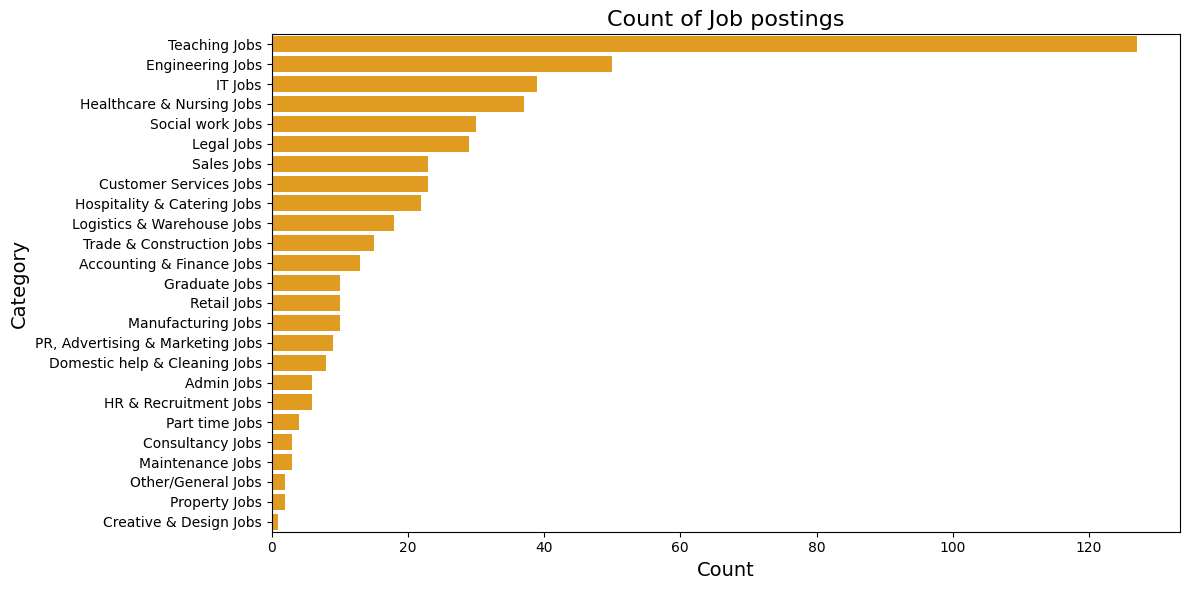 Count of Job postings
Category
Teaching Jobs
Engineering Jobs
IT Jobs
Healthcare & Nursing Jobs
Social work Jobs
Legal Jobs
Sales Jobs
Customer Services Jobs
Hospitality & Catering Jobs
Logistics & Warehouse Jobs
Trade & Construction Jobs
Accounting & Finance Jobs
Graduate Jobs
Retail Jobs
Manufacturing Jobs
PR, Advertising & Marketing Jobs
Domestic help & Cleaning Jobs
Admin Jobs
HR & Recruitment Jobs
Part time Jobs
Consultancy Jobs
Maintenance Jobs
Other/General Jobs
Property Jobs
Creative & Design Jobs
0 20 40 60 80 100 120
Count